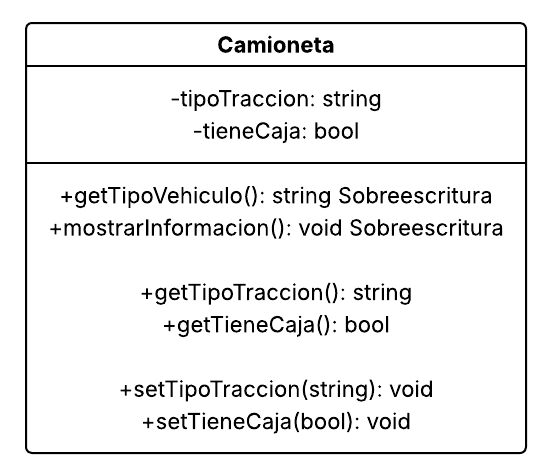 Camioneta
-tipoTraccion: string
-tieneCaja: bool
+getTipoVehiculo(): string Sobreescritura
+mostrarInformacion(): void Sobreescritura
+getTipoTraccion(): string
+getTieneCaja(): bool
+setTipoTraccion(string): void
+setTieneCaja(bool): void